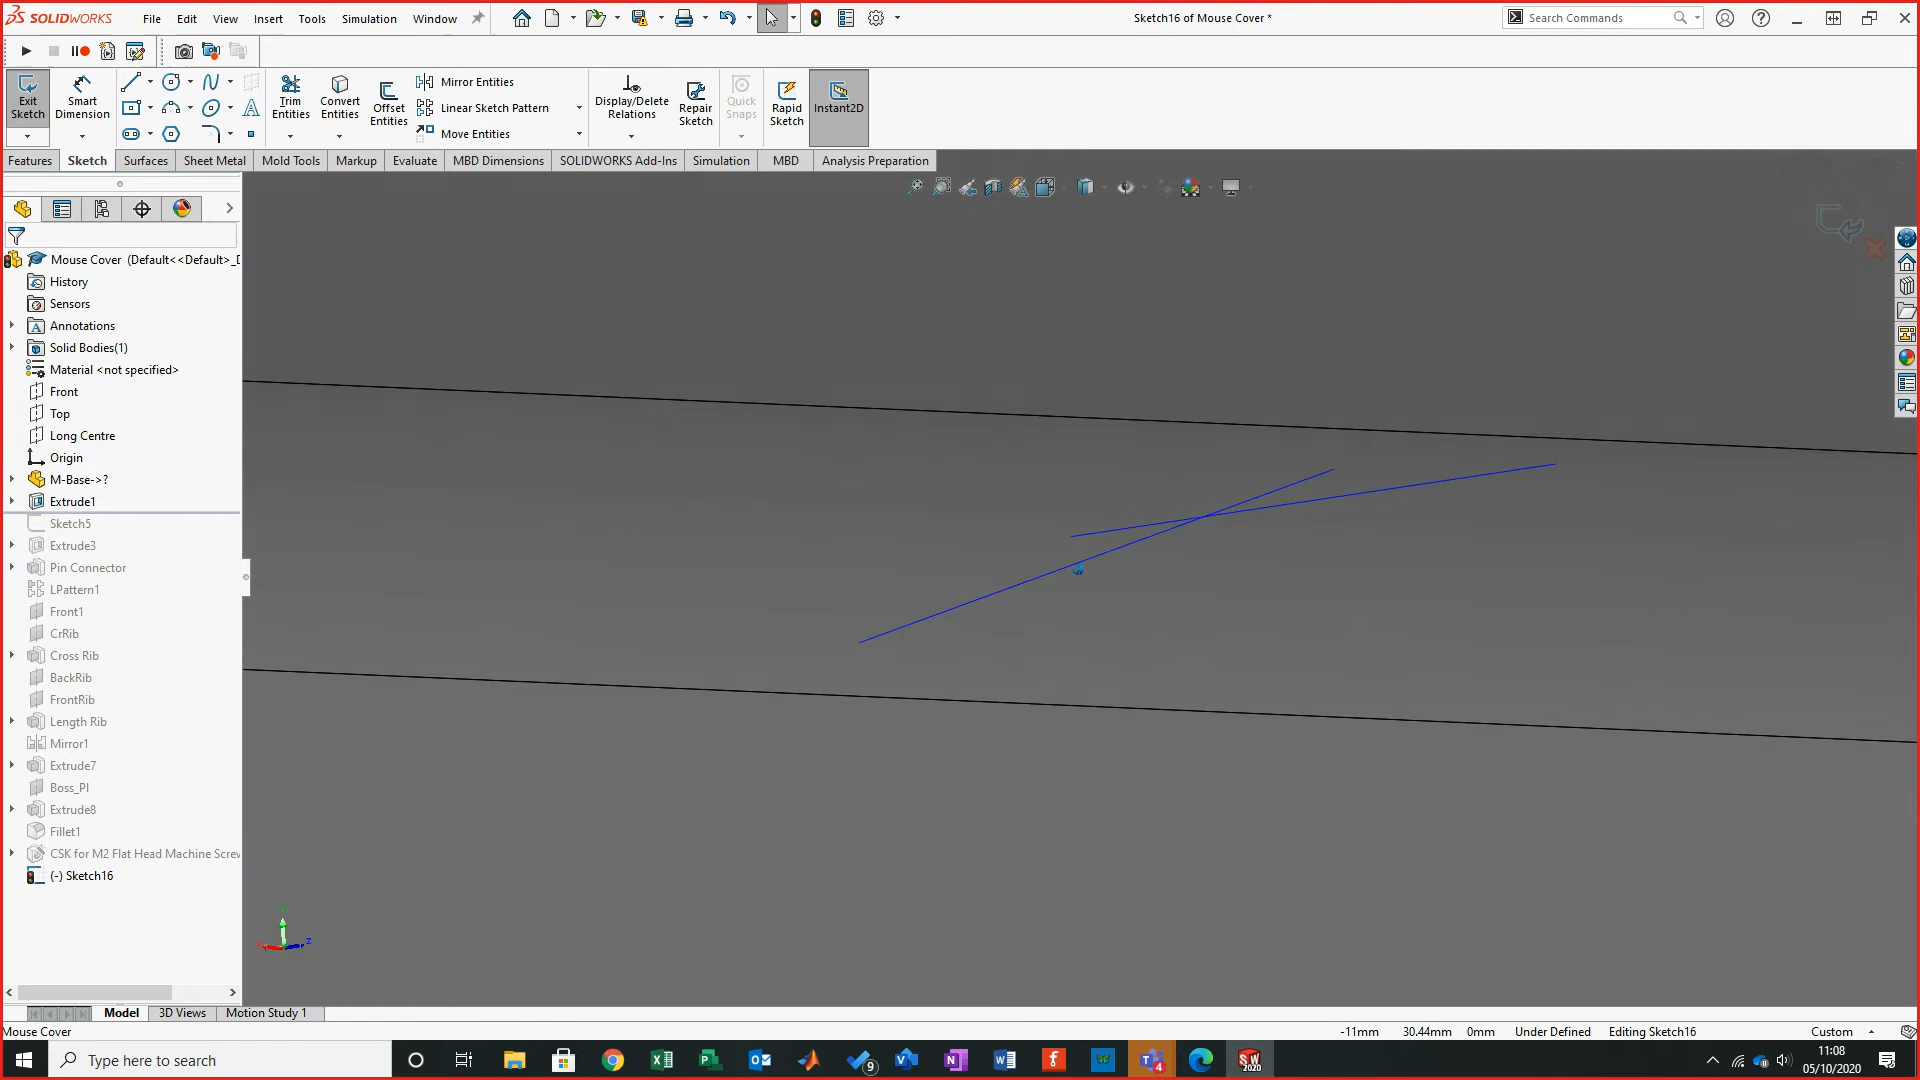 SOLIDWORKS File Edit View Insert Tools Simulation Window
Sketch16 of Mouse Cover *
Search Commands
Exit Sketch
Smart Dimension
Trim Entities
Convert Entities
Offset Entities
Mirror Entities
Linear Sketch Pattern
Move Entities
Display/Delete Relations
Repair Sketch
Quick Snaps
Rapid Sketch
Instant2D
Features Sketch Surfaces Sheet Metal Mold Tools Markup Evaluate MBD Dimensions SOLIDWORKS Add-Ins Simulation MBD Analysis Preparation
Mouse Cover (Default<<Default>_D
History
Sensors
Annotations
Solid Bodies(1)
Material <not specified>
Front
Top
Long Centre
Origin
M-Base->?
Extrude1
Sketch5
Extrude3
Pin Connector
LPattern1
Front1
CrRib
Cross Rib
BackRib
FrontRib
Length Rib
Mirror1
Extrude7
Boss_Pl
Extrude8
Fillet1
CSK for M2 Flat Head Machine Screw
(-) Sketch16
Z
Model 3D Views Motion Study 1
Mouse Cover
-11mm 30.44mm 0mm Under Defined Editing Sketch16 Custom
Type here to search
9
4
SW
2020
11:08
05/10/2020